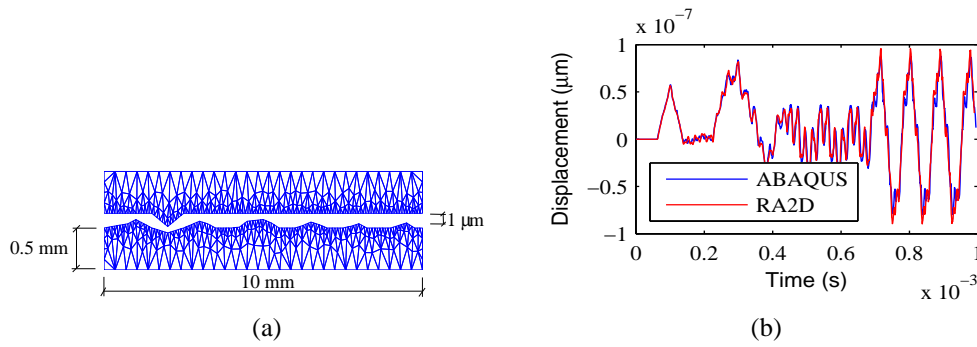 1 μm
0.5 mm
10 mm
(a)
x 10⁻⁷
1
0.5
0
−0.5
−1
Displacement (μm)
ABAQUS
RA2D
0 0.2 0.4 0.6 0.8 1
Time (s)
x 10⁻³
(b)